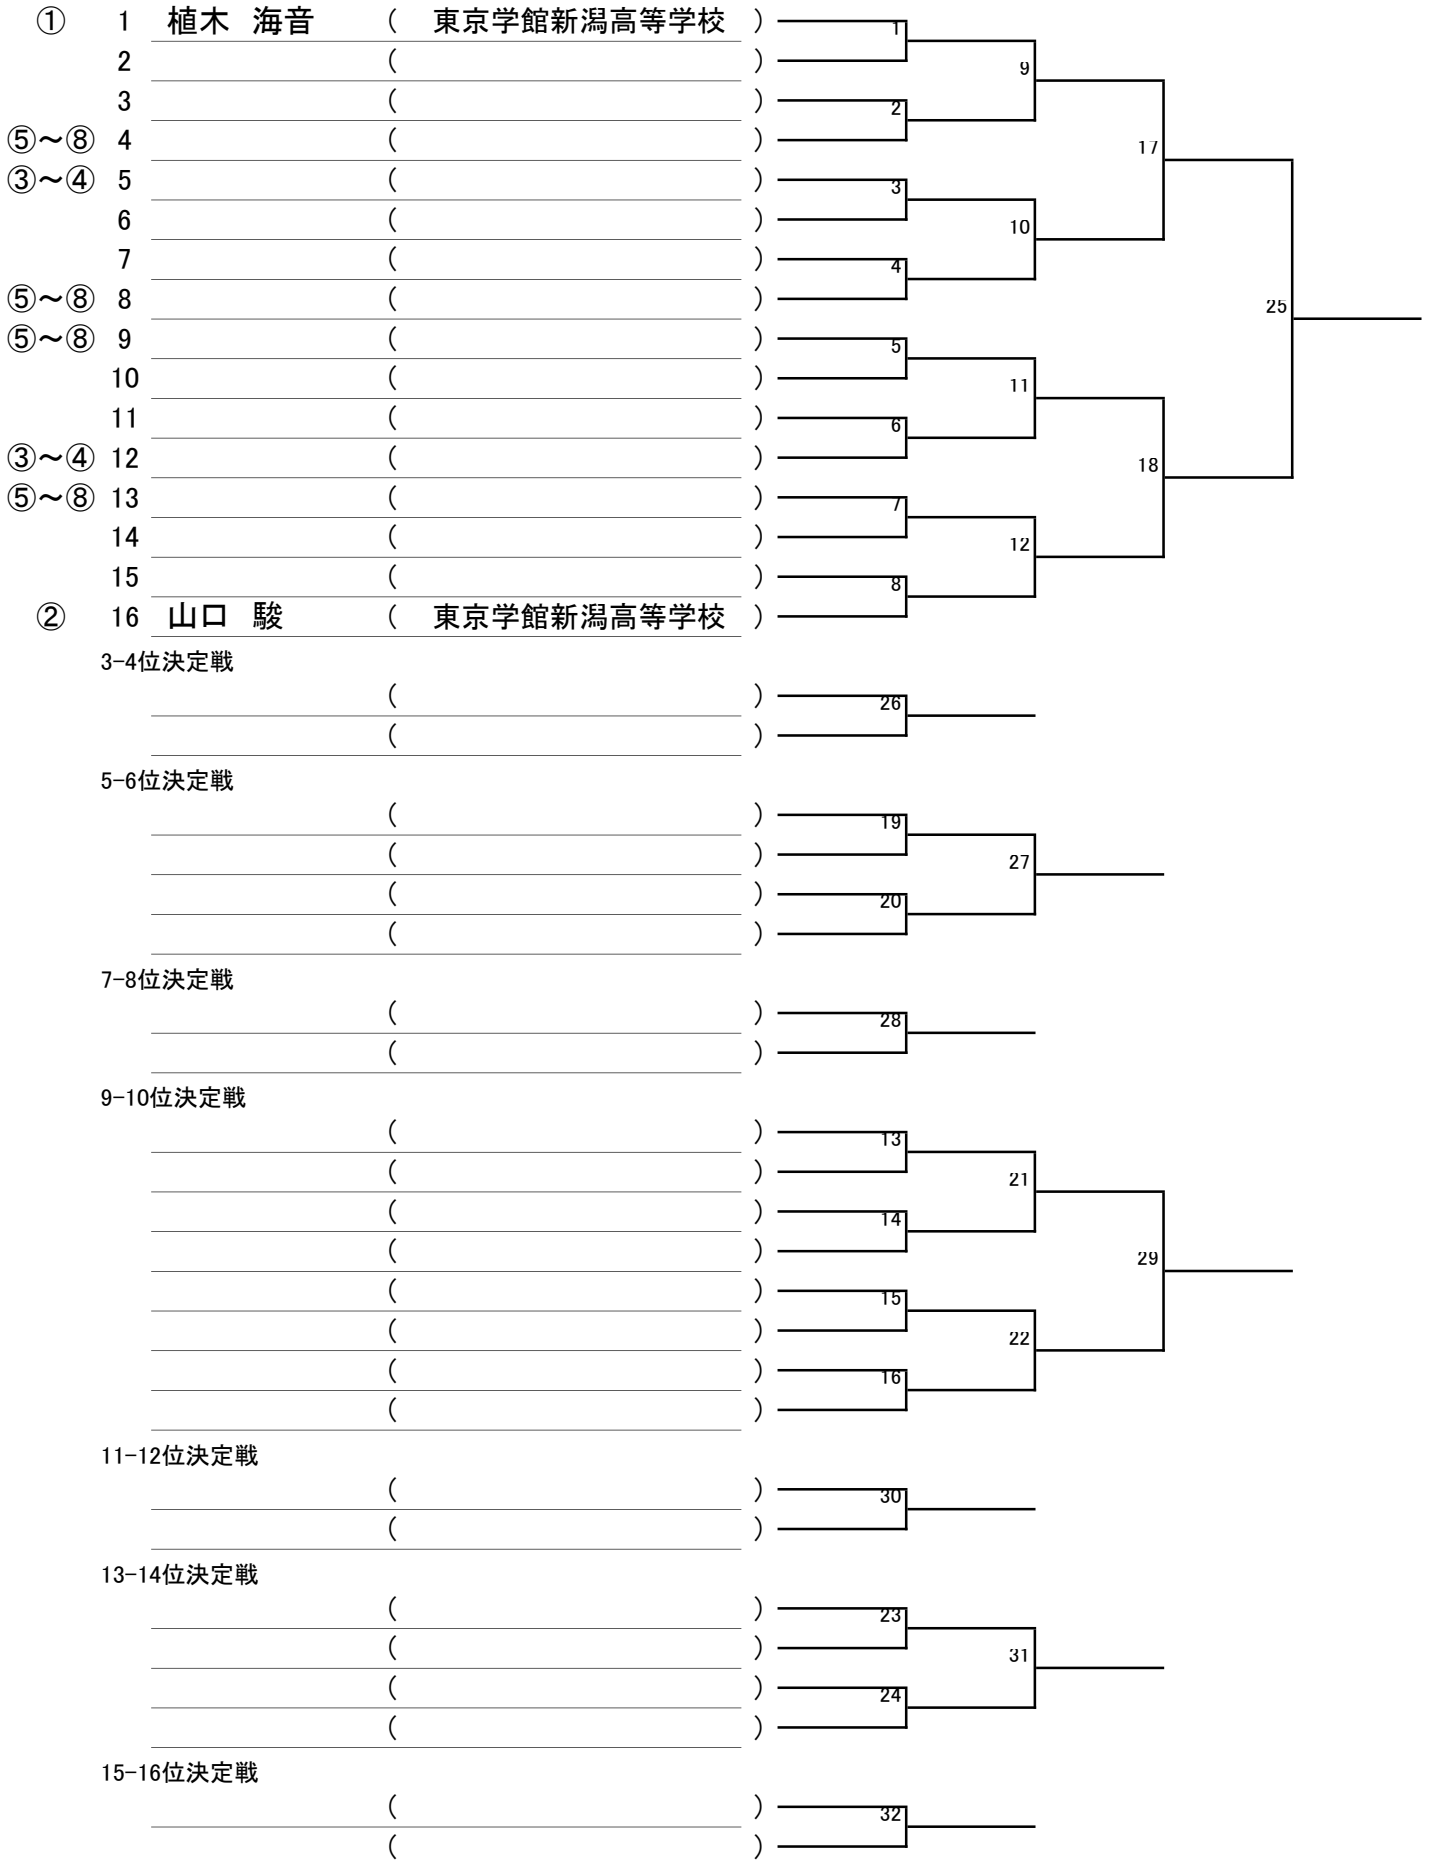 ① 1 植木 海音 ( 東京学館新潟高等学校 ) 1
2 ( )
9
3 ( ) 2
⑤～⑧ 4 ( )
17
③～④ 5 ( ) 3
6 ( )
10
7 ( ) 4
⑤～⑧ 8 ( )
25
⑤～⑧ 9 ( ) 5
10 ( )
11
11 ( ) 6
③～④ 12 ( )
18
⑤～⑧ 13 ( ) 7
14 ( )
12
15 ( ) 8
② 16 山口 駿 ( 東京学館新潟高等学校 )
3-4位決定戦
( ) 26
( )
5-6位決定戦
( ) 19
( )
27
( ) 20
( )
7-8位決定戦
( ) 28
( )
9-10位決定戦
( ) 13
( )
21
( ) 14
( )
29
( ) 15
( )
22
( ) 16
( )
11-12位決定戦
( ) 30
( )
13-14位決定戦
( ) 23
( )
31
( ) 24
( )
15-16位決定戦
( ) 32
( )